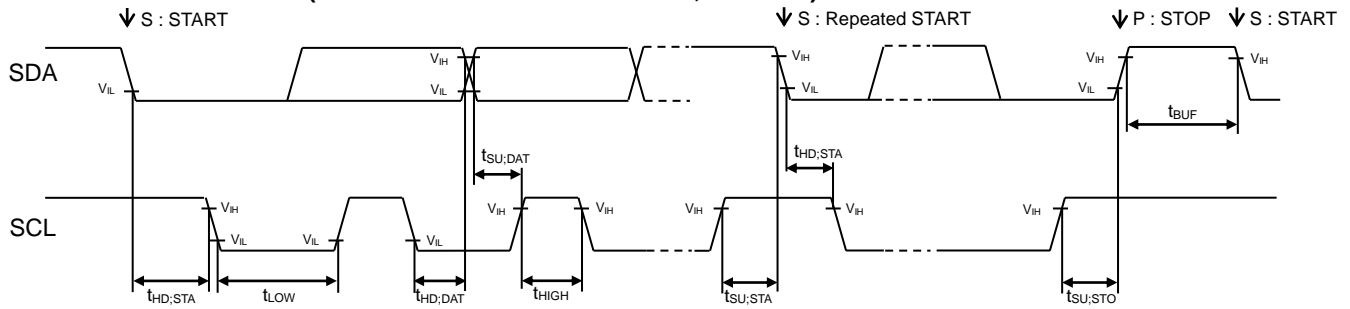 S : START
S : Repeated START
P : STOP
S : START
SDA
VIL
VIH
VIL
VIH
VIL
VIL
VIH
VIH
tBUF
tSU;DAT
tHD;STA
SCL
VIH
VIL
VIL
VIL
VIH
VIH
VIH
VIH
VIH
tHD;STA
tLOW
tHD;DAT
tHIGH
tSU;STA
tSU;STO